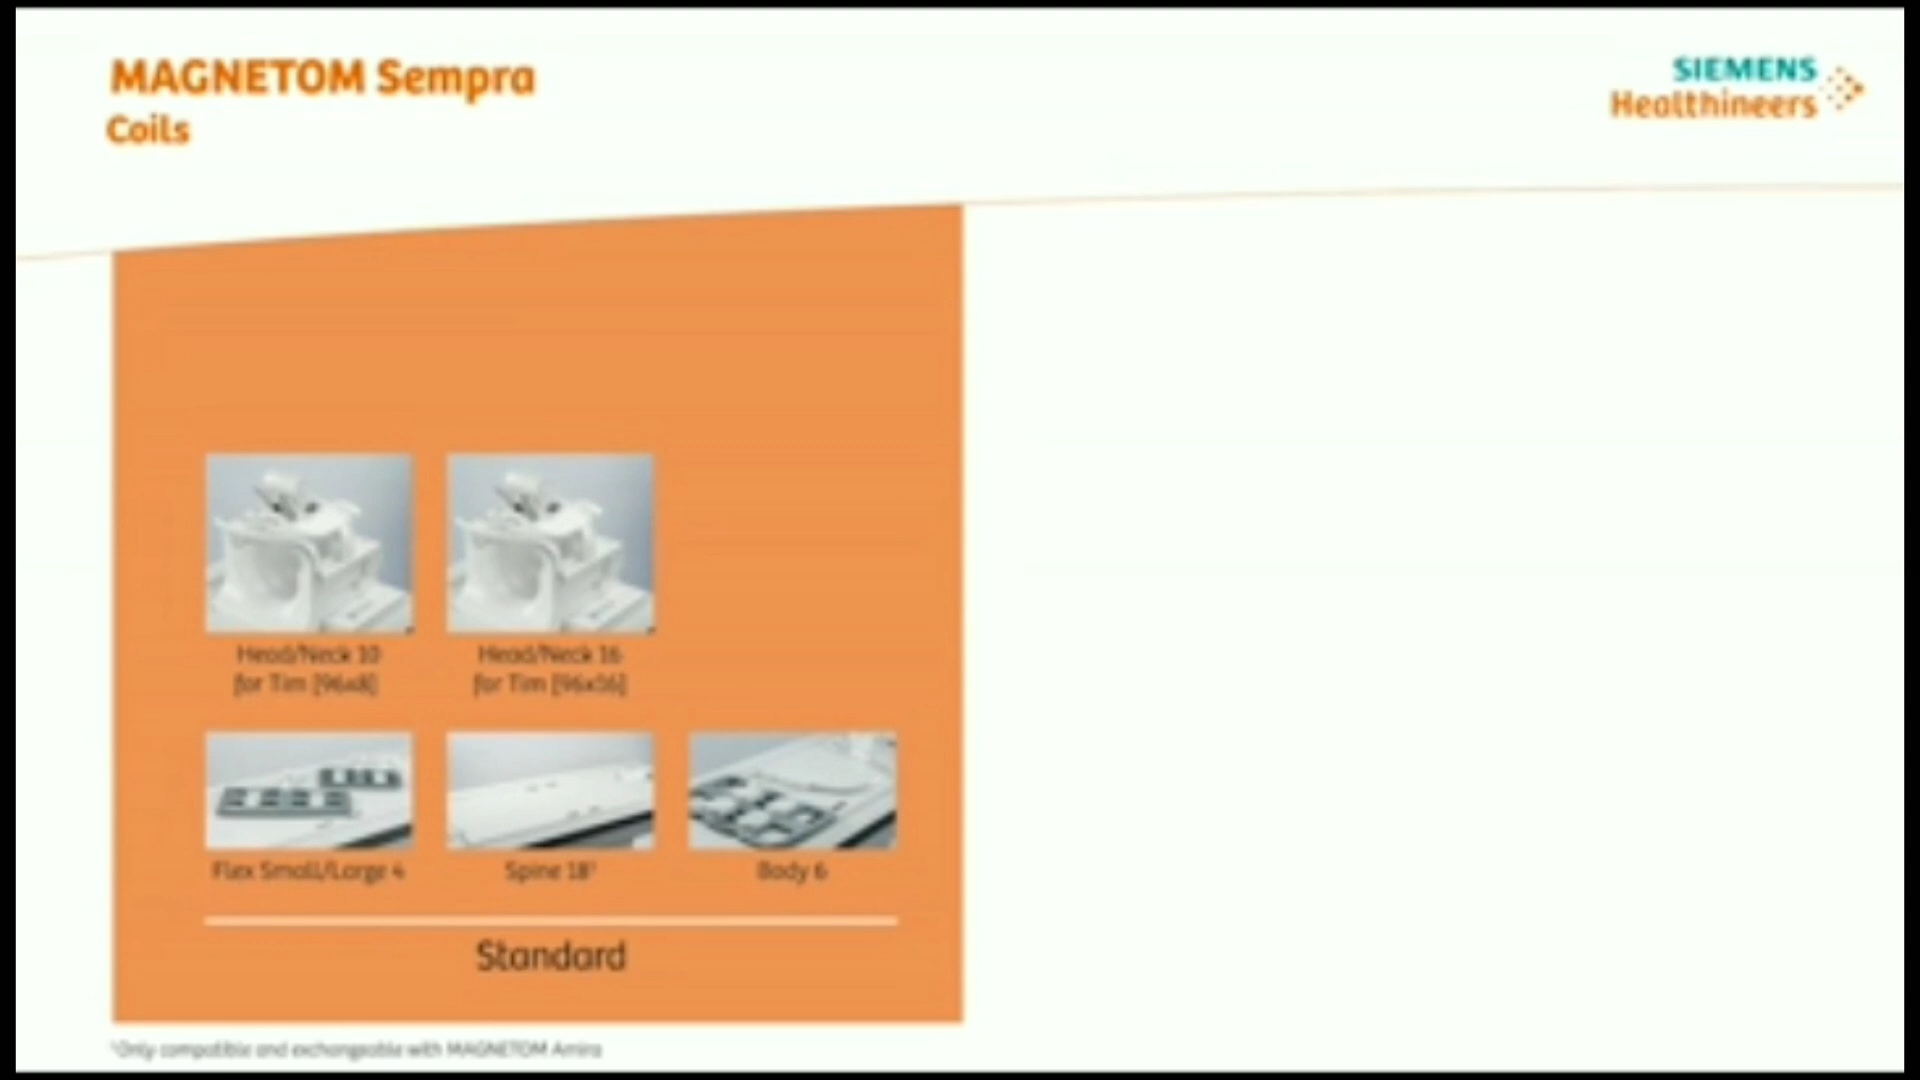 MAGNETOM Sempra
Coils
SIEMENS
Healthineers
Head/Neck 10
for Tim [96x8]
Head/Neck 16
for Tim [96x16]
Flex Small/Large 4
Spine 18¹
Body 6
Standard
¹Only compatible and exchangeable with MAGNETOM Amira